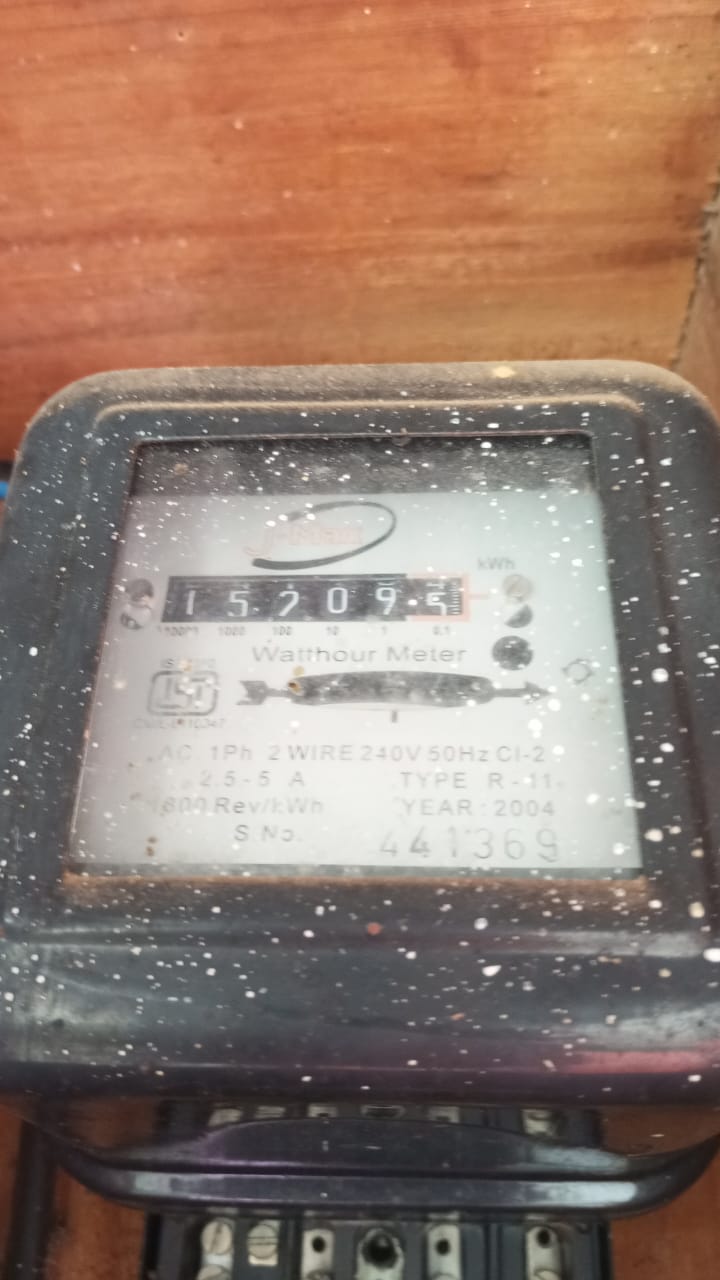 kWh
1 5 2 0 9 5
10000 1000 100 10 1 0.1
Watthour Meter
AC 1Ph 2 WIRE 240V 50Hz Cl-2
2.5-5 A TYPE R-11
Rev/kWh YEAR: 2004
S.No. 441369